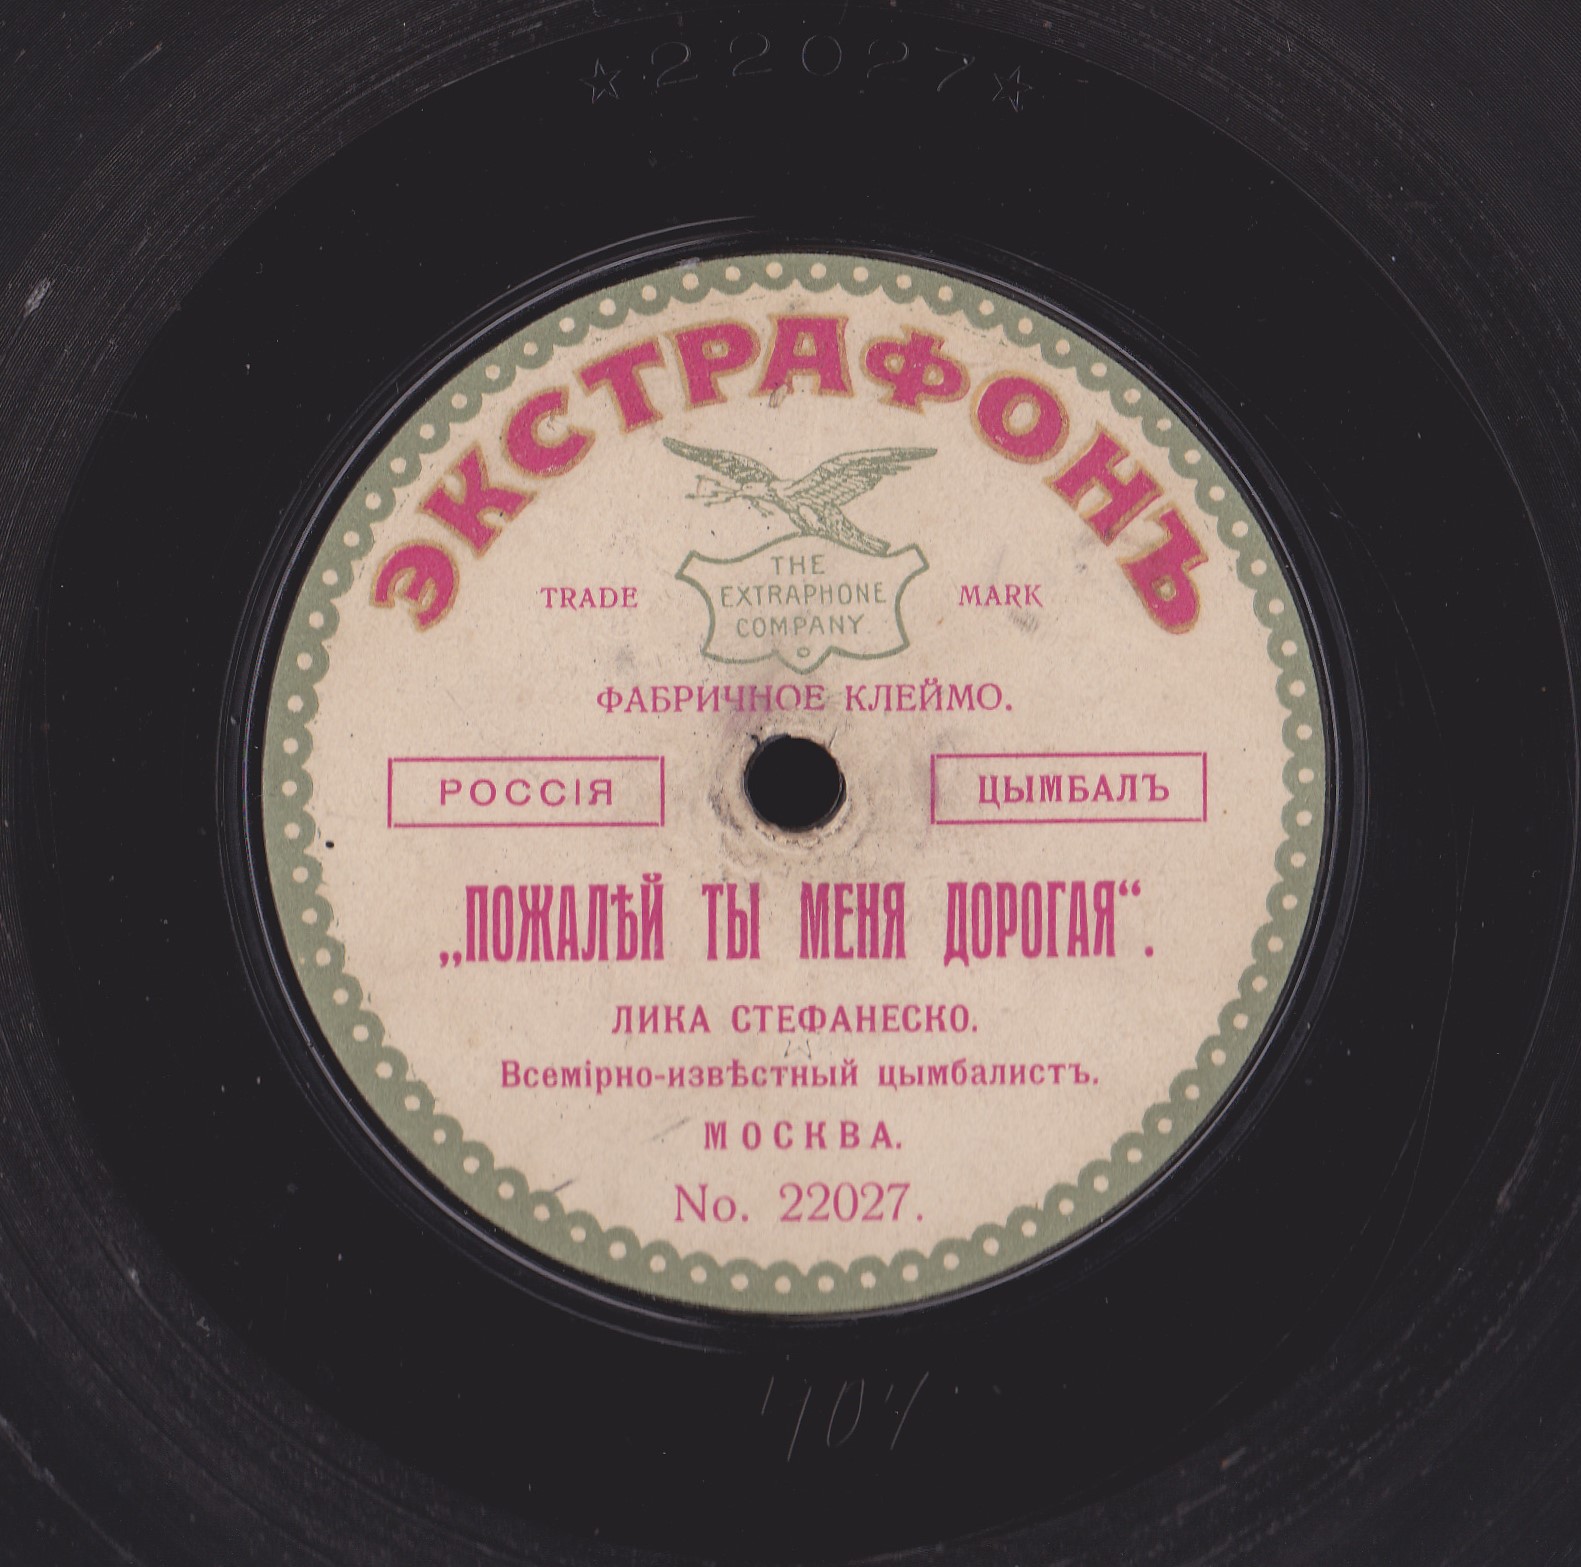 ☆22027☆
ЭКСТРАФОНЪ
THE
EXTRAPHONE
COMPANY
TRADE MARK
ФАБРИЧНОЕ КЛЕЙМО.
РОССІЯ ЦЫМБАЛЪ
„ПОЖАЛѢЙ ТЫ МЕНЯ ДОРОГАЯ“.
ЛИКА СТЕФАНЕСКО.
Всемірно-извѣстный цымбалистъ.
МОСКВА.
No. 22027.